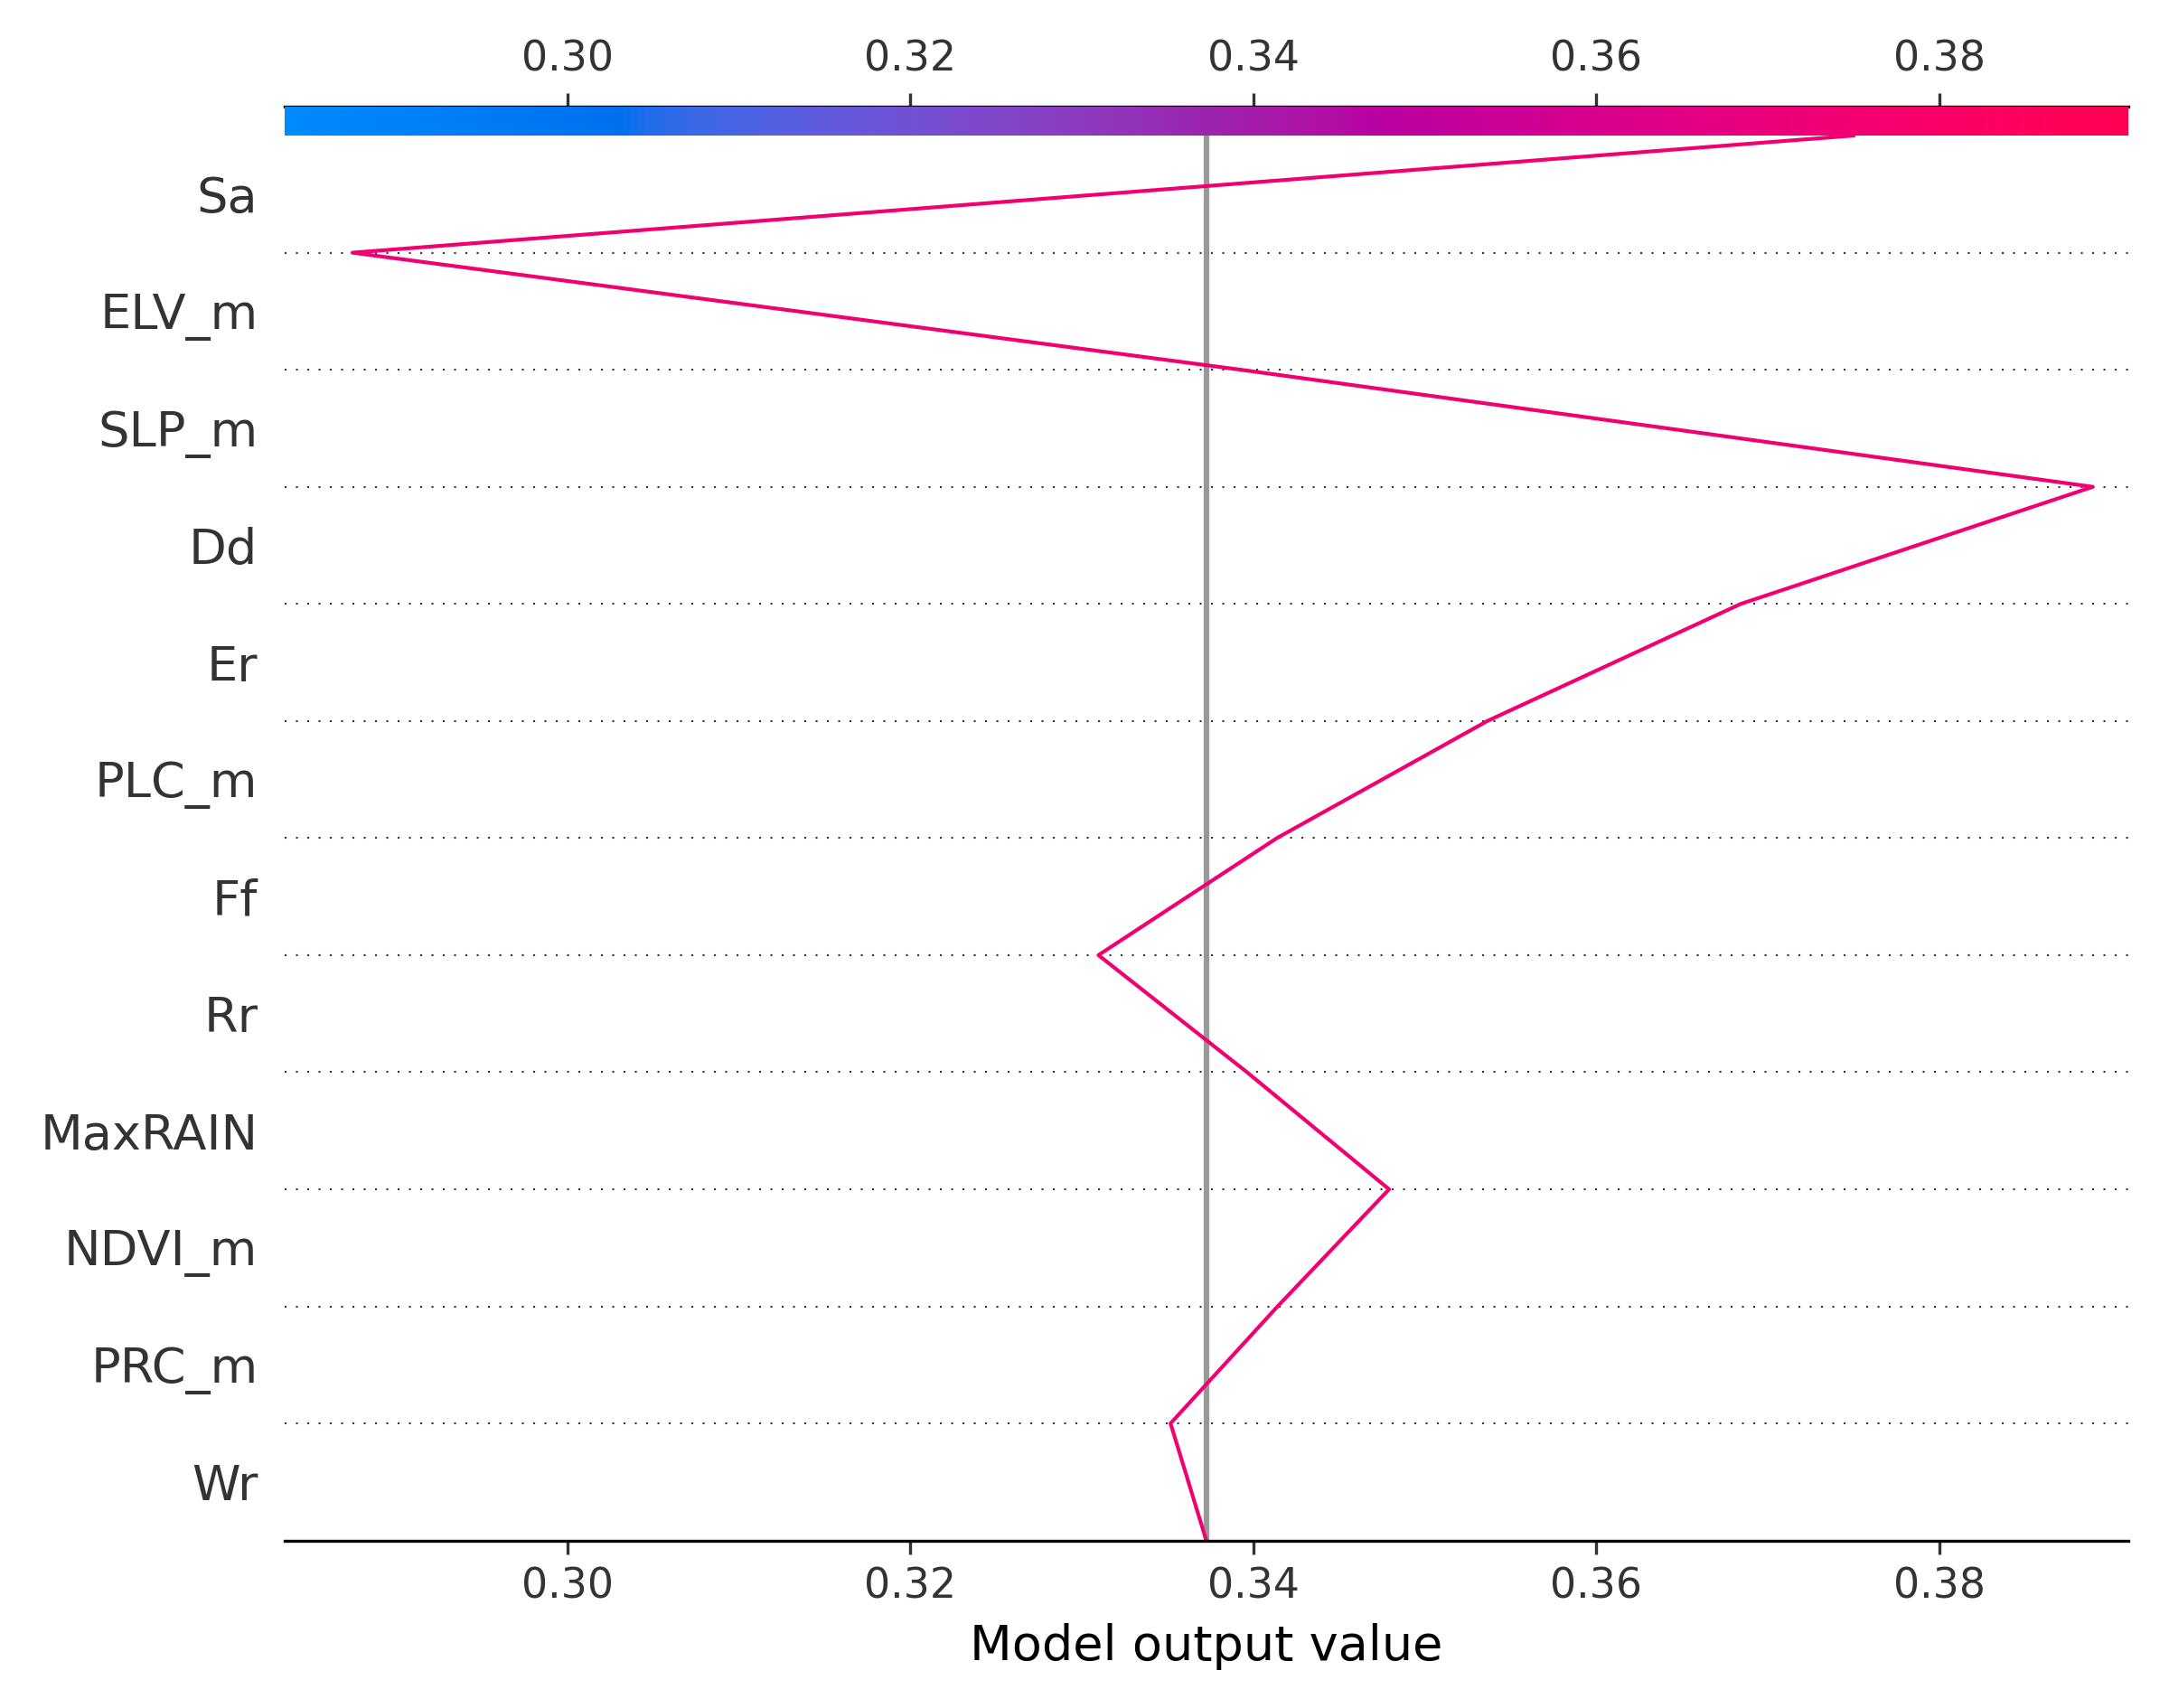 0.30 0.32 0.34 0.36 0.38
Sa
ELV_m
SLP_m
Dd
Er
PLC_m
Ff
Rr
MaxRAIN
NDVI_m
PRC_m
Wr
0.30 0.32 0.34 0.36 0.38
Model output value